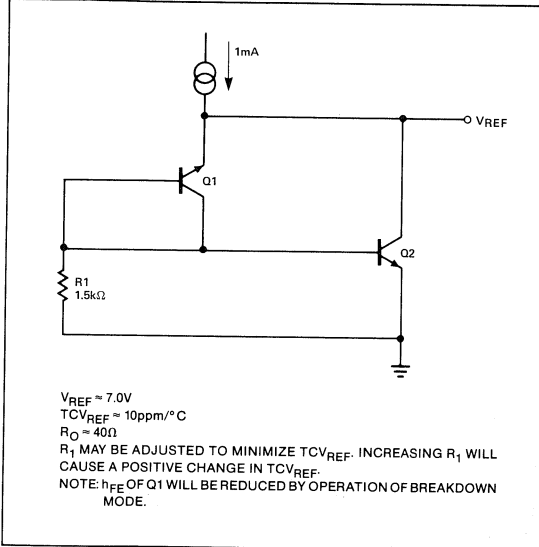 1mA
VREF
Q1
Q2
R1
1.5kΩ
VREF ≈ 7.0V
TCVREF ≈ 10ppm/°C
RO ≈ 40Ω
R1 MAY BE ADJUSTED TO MINIMIZE TCVREF. INCREASING R1 WILL
CAUSE A POSITIVE CHANGE IN TCVREF.
NOTE: hFE OF Q1 WILL BE REDUCED BY OPERATION OF BREAKDOWN
MODE.